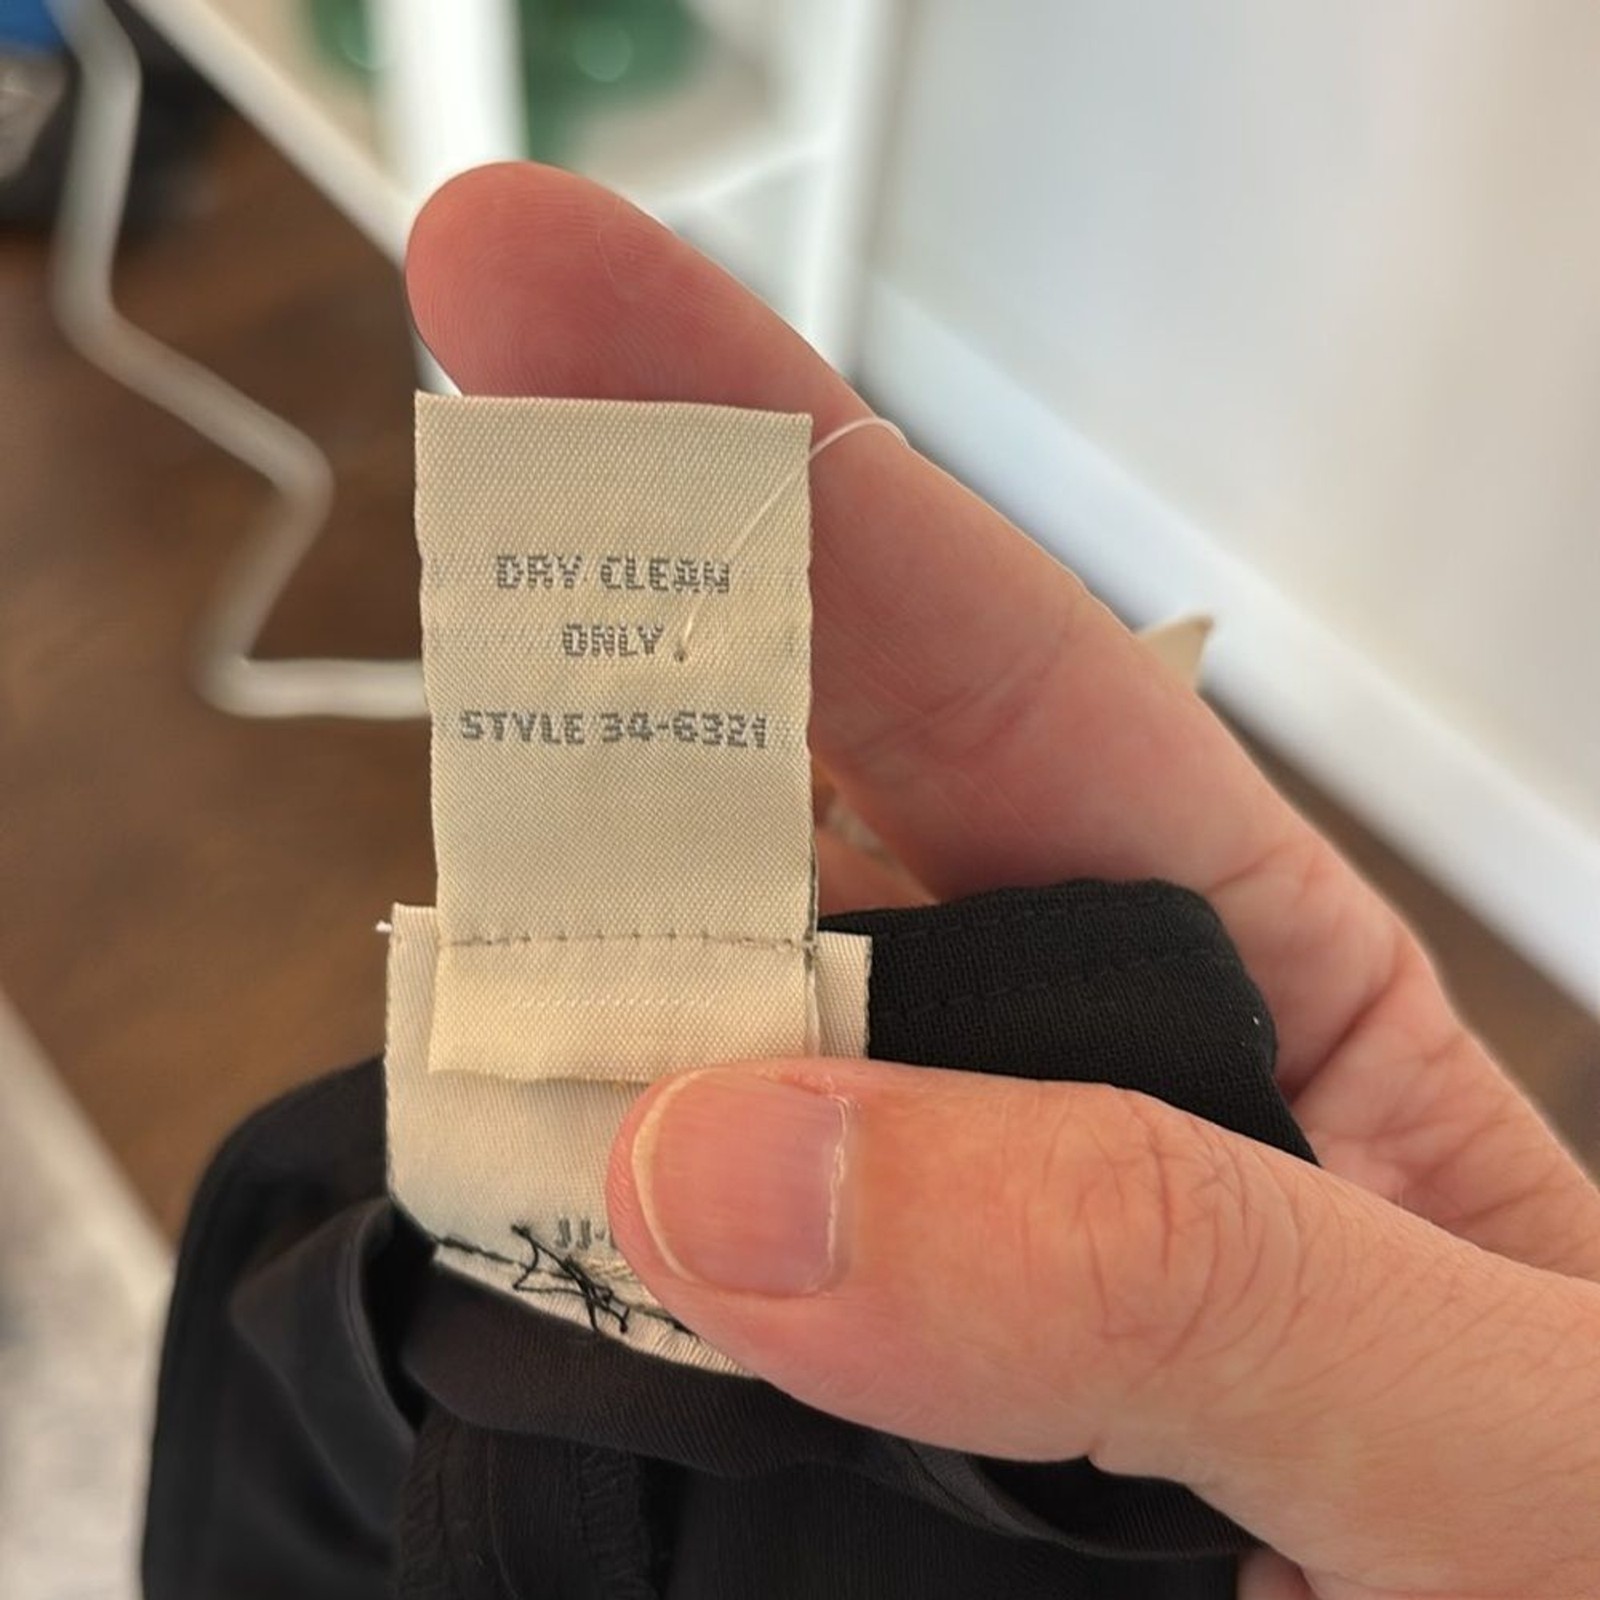 DRY CLEAN
ONLY
STYLE 34-6321